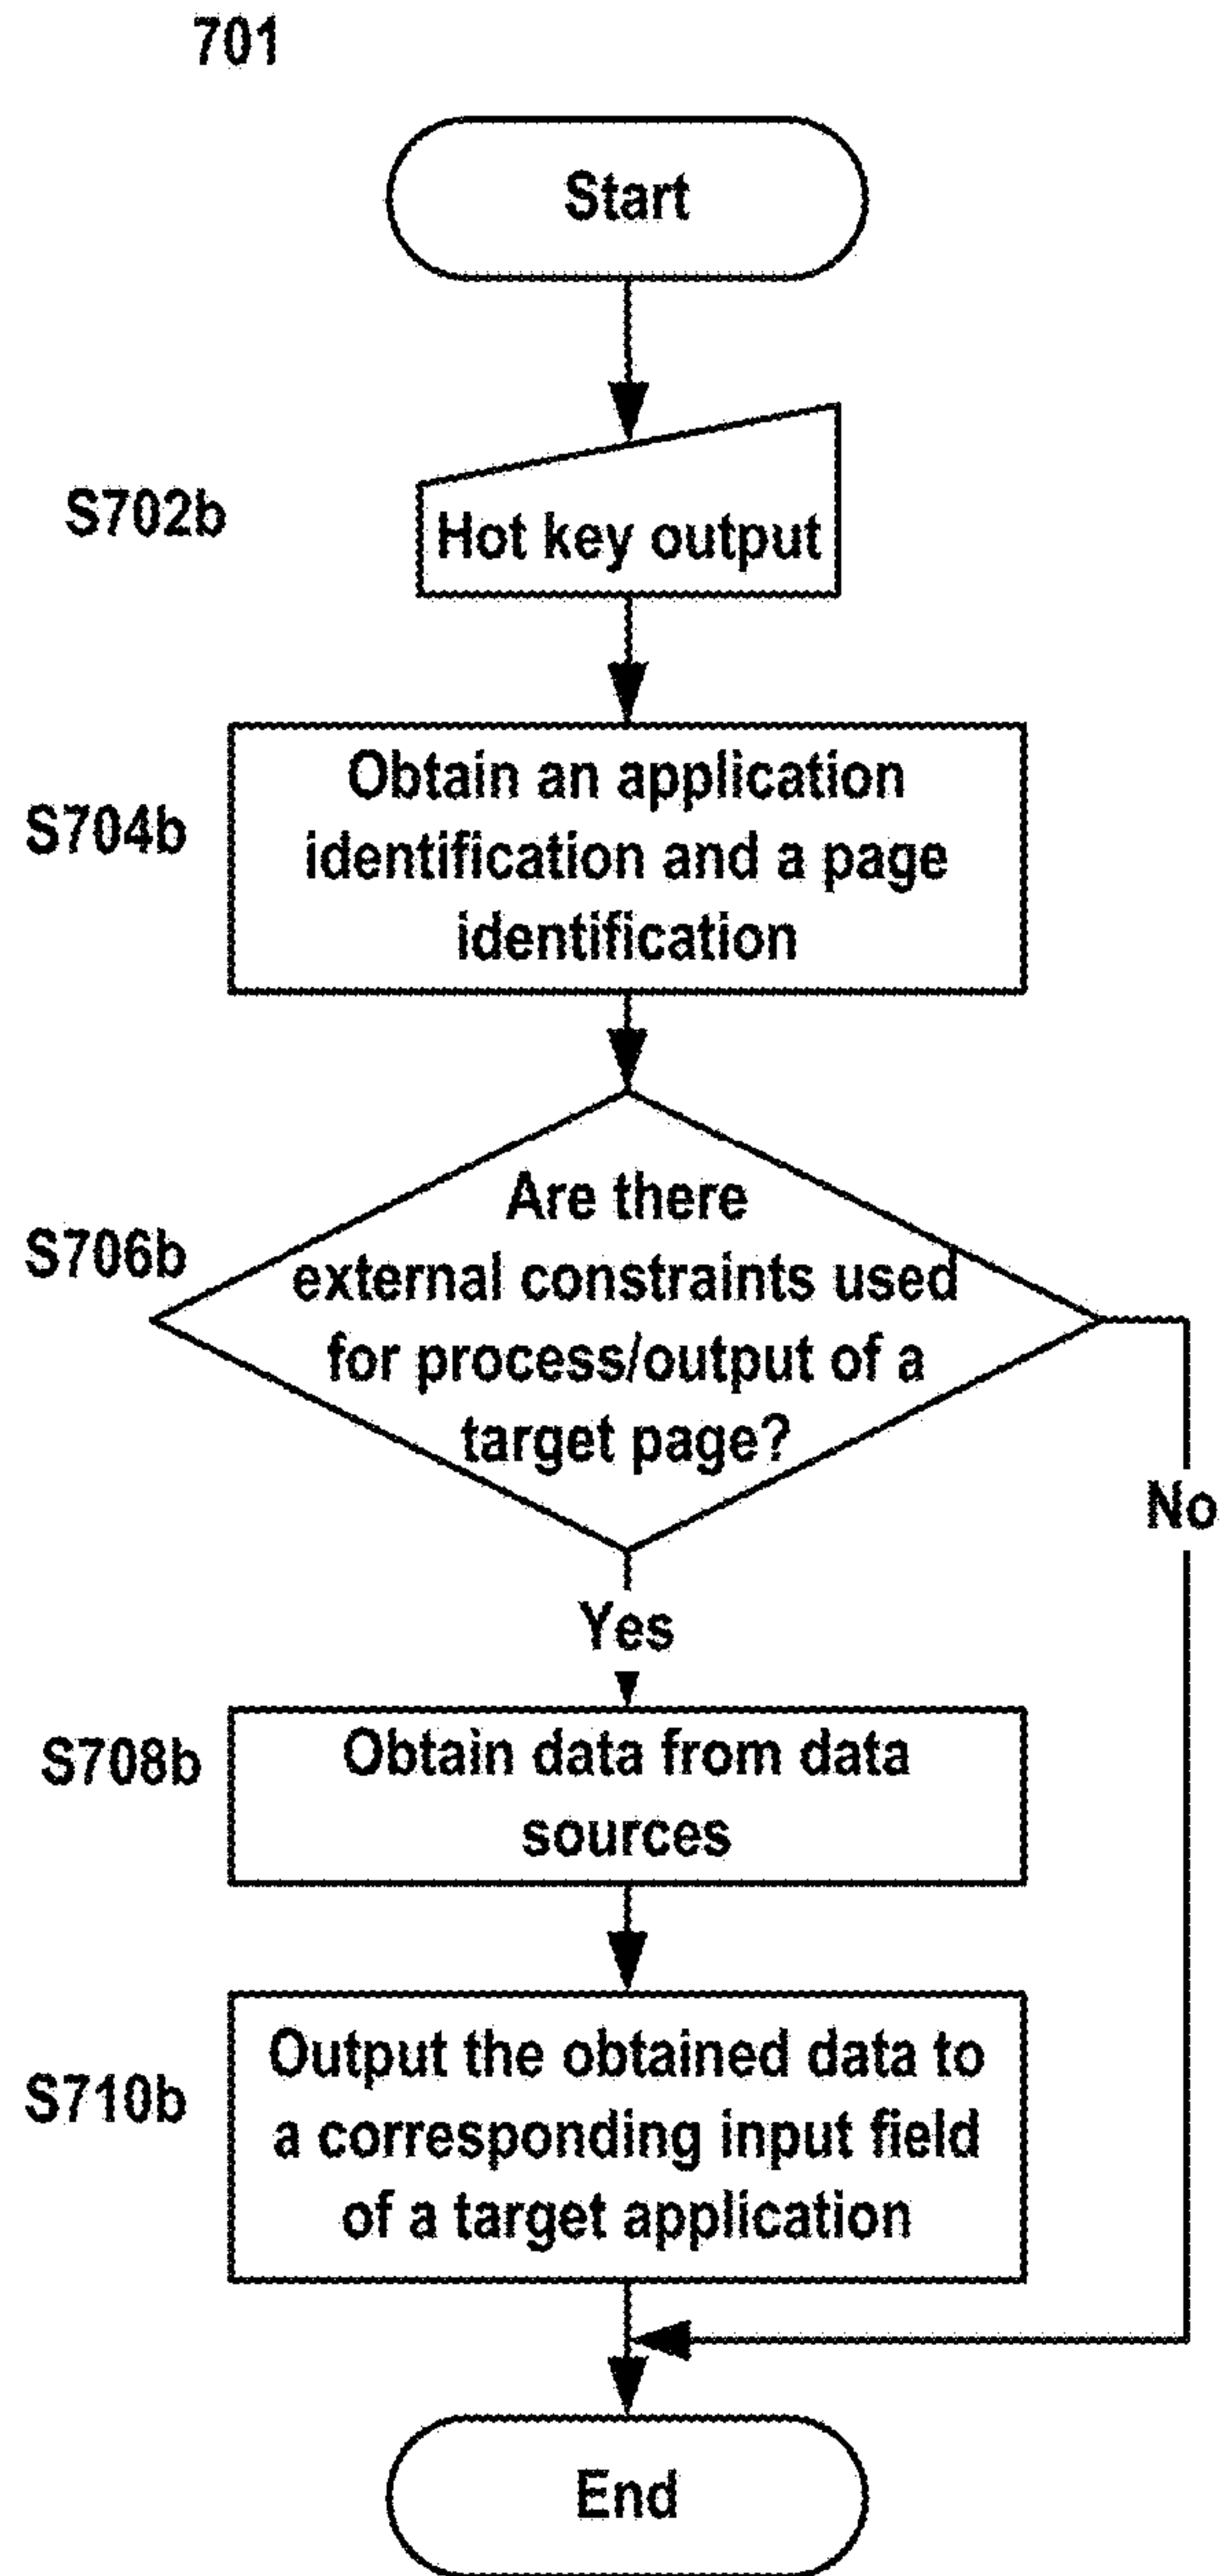 701
Start
S702b
Hot key output
S704b
Obtain an application
identification and a page
identification
S706b
Are there
external constraints used
for process/output of a
target page?
No
Yes
S708b
Obtain data from data
sources
S710b
Output the obtained data to
a corresponding input field
of a target application
End